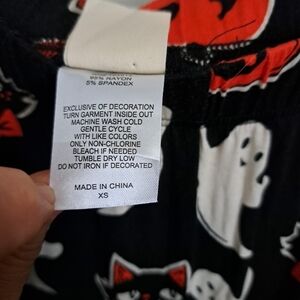 95% RAYON
5% SPANDEX
EXCLUSIVE OF DECORATION
TURN GARMENT INSIDE OUT
MACHINE WASH COLD
GENTLE CYCLE
WITH LIKE COLORS
ONLY NON-CHLORINE
BLEACH IF NEEDED
TUMBLE DRY LOW
DO NOT IRON IF DECORATED
MADE IN CHINA
XS